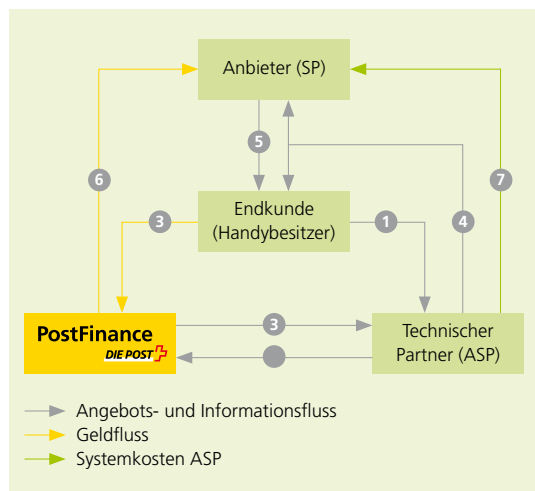 Anbieter (SP)
5
6
7
Endkunde
(Handybesitzer)
3
1
4
PostFinance
DIE POST
3
Technischer
Partner (ASP)
Angebots- und Informationsfluss
Geldfluss
Systemkosten ASP